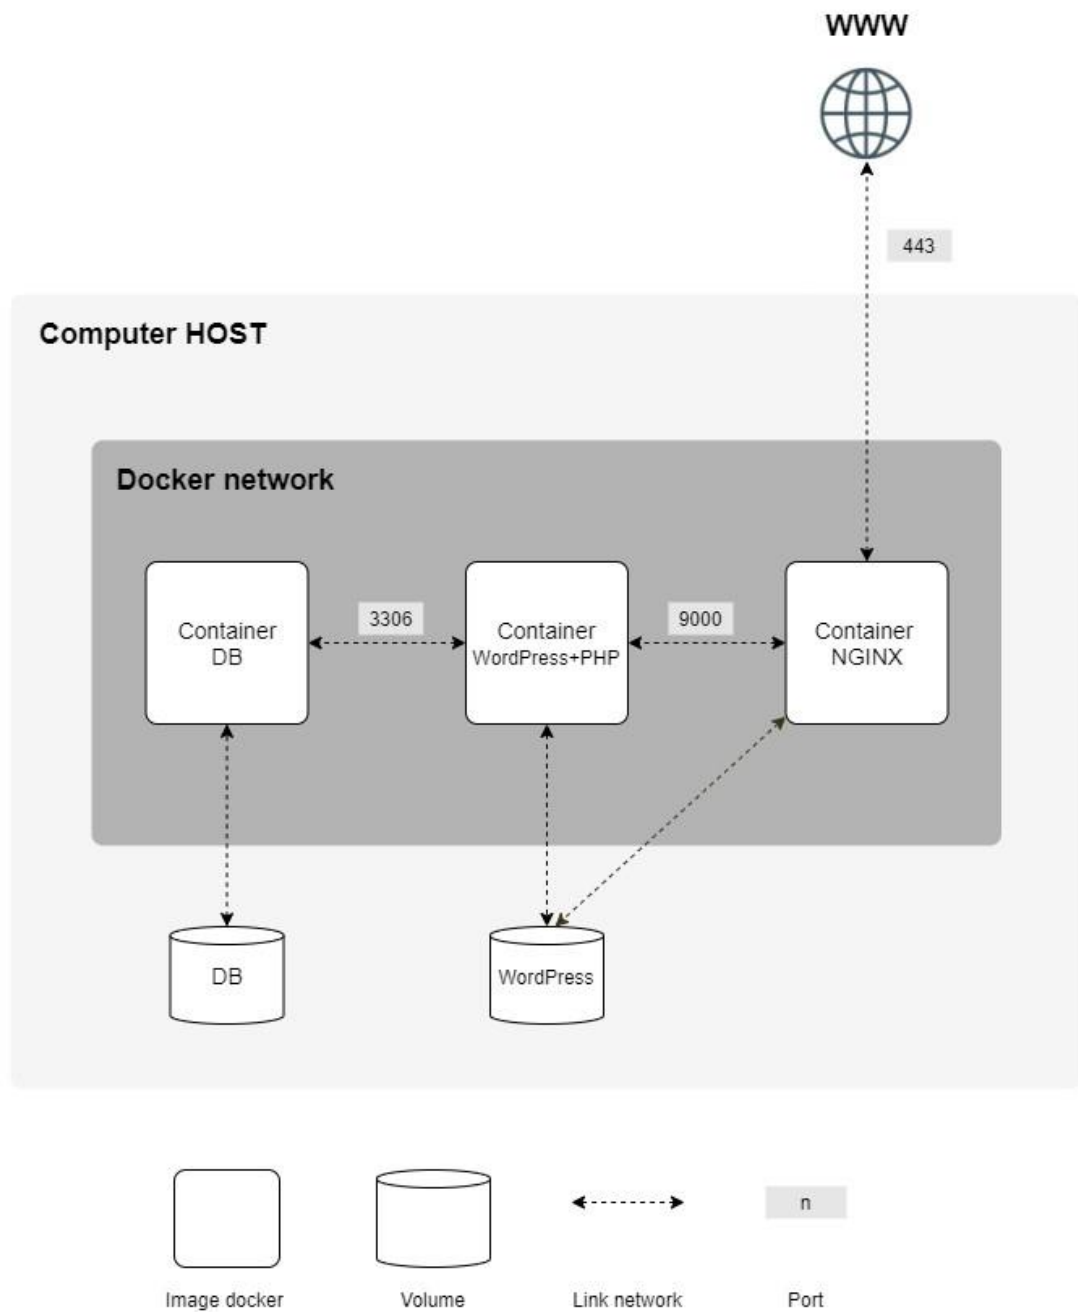 WWW
443
Computer HOST
Docker network
Container
DB
3306
Container
WordPress+PHP
9000
Container
NGINX
DB
WordPress
n
Image docker
Volume
Link network
Port